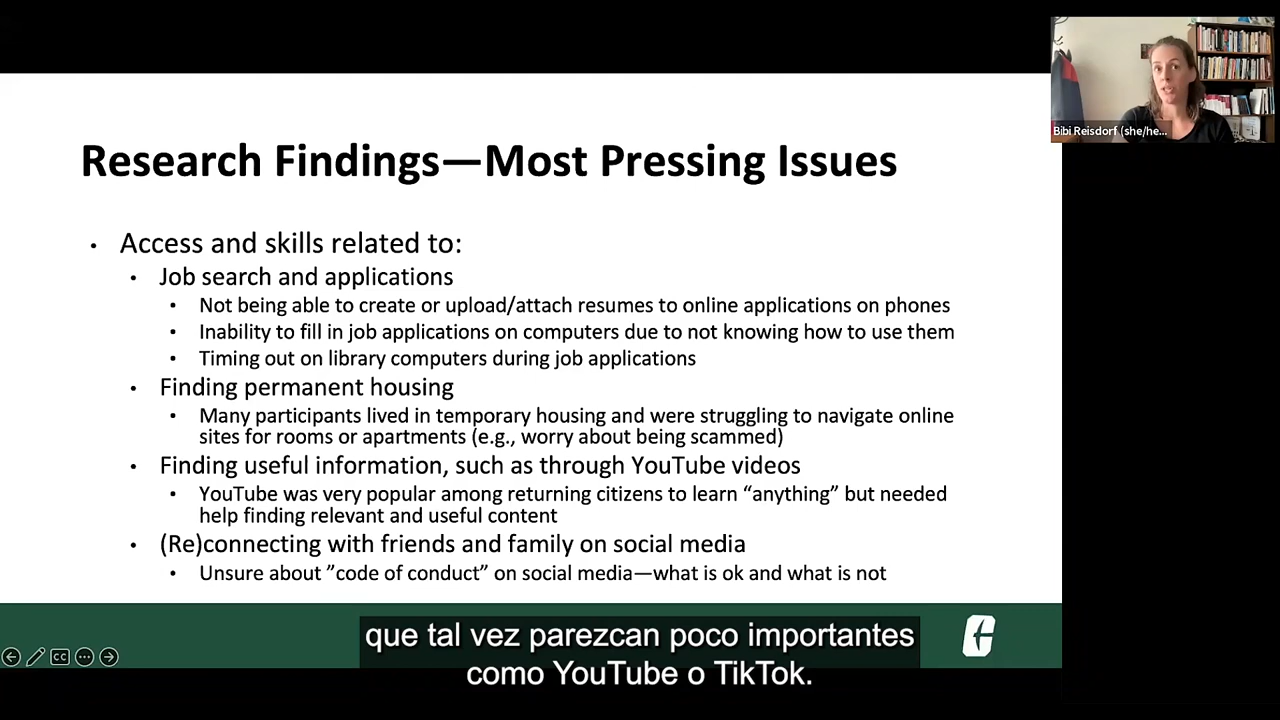 Bibi Reisdorf (she/he...
Research Findings—Most Pressing Issues
• Access and skills related to:
• Job search and applications
• Not being able to create or upload/attach resumes to online applications on phones
• Inability to fill in job applications on computers due to not knowing how to use them
• Timing out on library computers during job applications
• Finding permanent housing
• Many participants lived in temporary housing and were struggling to navigate online
sites for rooms or apartments (e.g., worry about being scammed)
• Finding useful information, such as through YouTube videos
• YouTube was very popular among returning citizens to learn “anything” but needed
help finding relevant and useful content
• (Re)connecting with friends and family on social media
• Unsure about ”code of conduct” on social media—what is ok and what is not
CC
que tal vez parezcan poco importantes
como YouTube o TikTok.